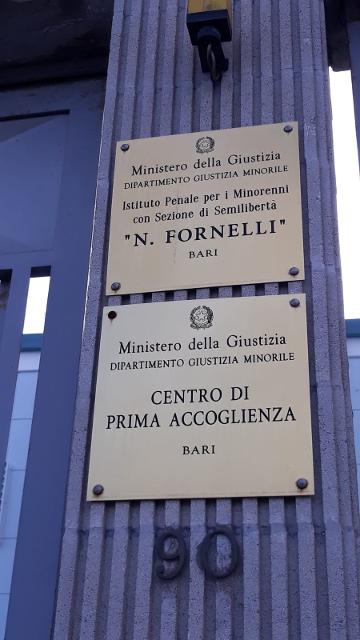 Ministero della Giustizia
DIPARTIMENTO GIUSTIZIA MINORILE
Istituto Penale per i Minorenni
con Sezione di Semilibertà
"N. FORNELLI"
BARI
Ministero della Giustizia
DIPARTIMENTO GIUSTIZIA MINORILE
CENTRO DI
PRIMA ACCOGLIENZA
BARI
90